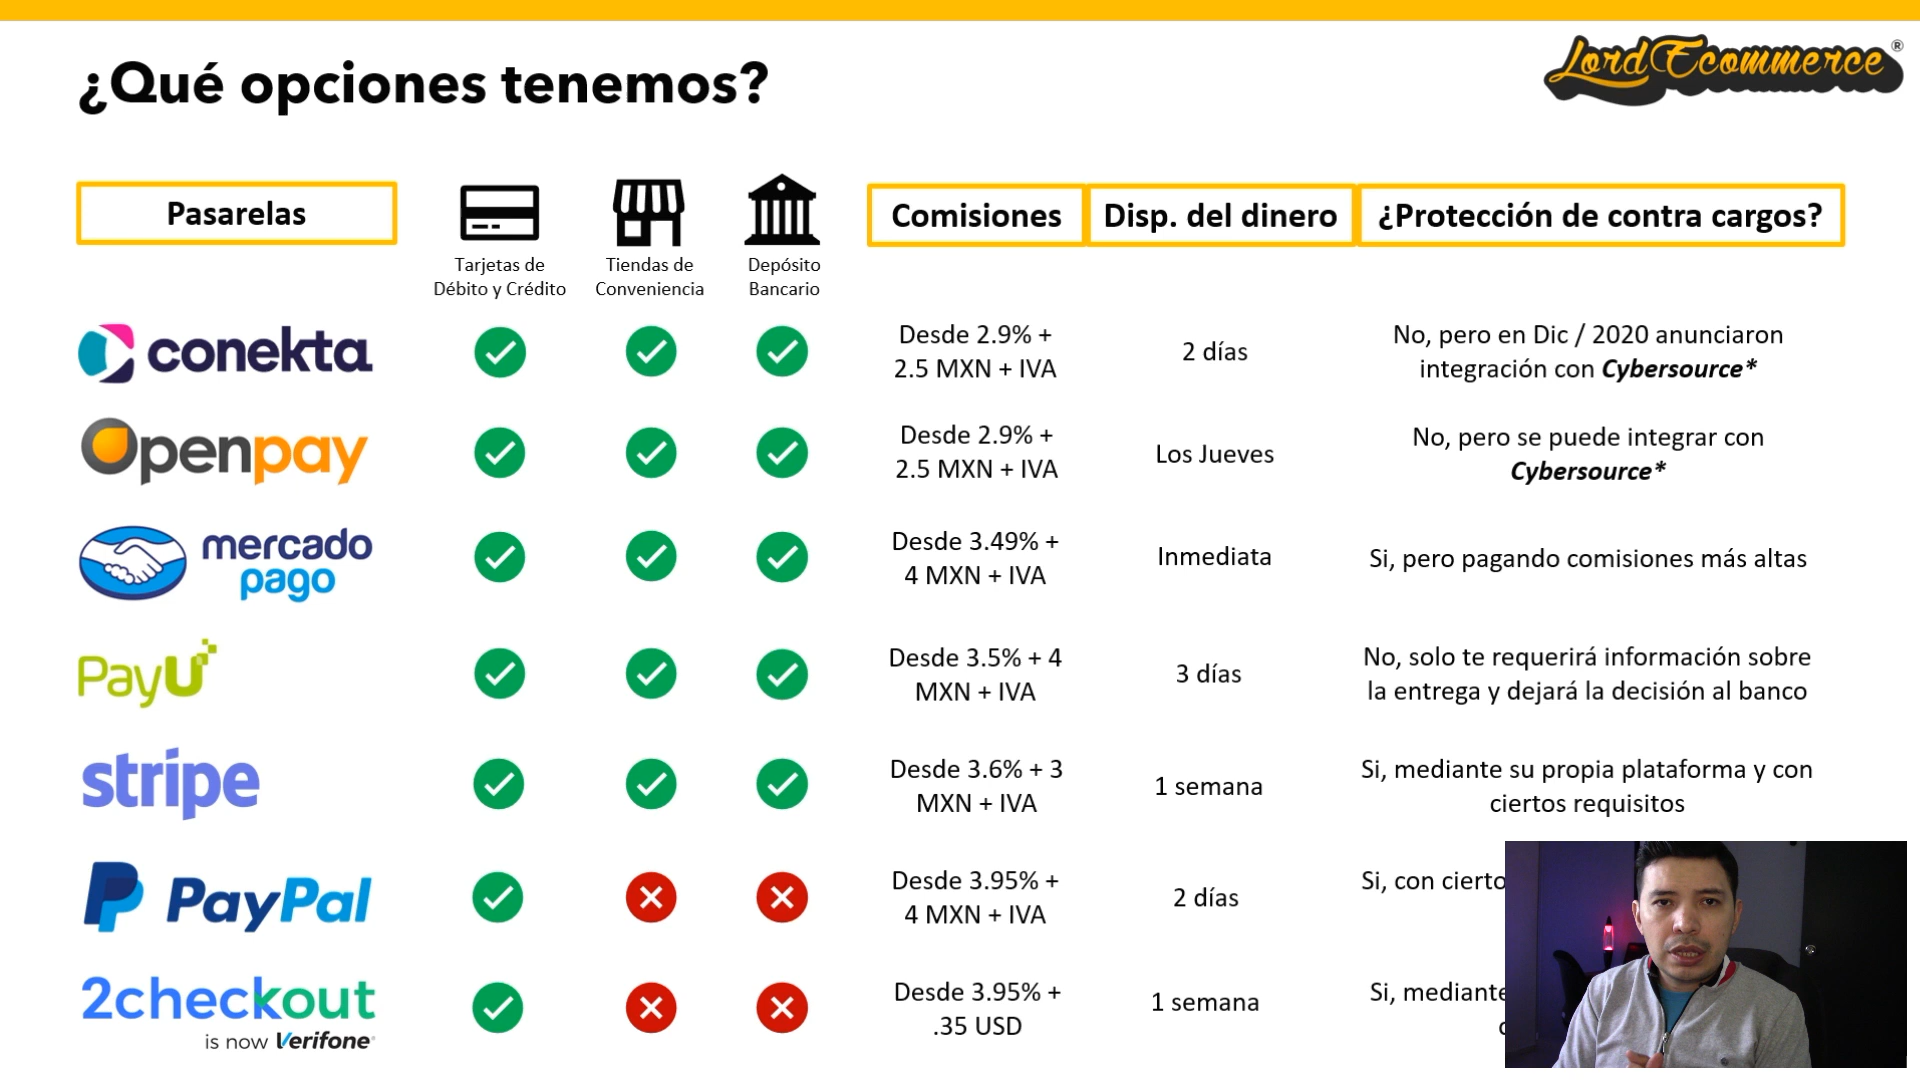 ¿Qué opciones tenemos?
Lord Ecommerce®
Pasarelas
Tarjetas de
Débito y Crédito
Tiendas de
Conveniencia
Depósito
Bancario
Comisiones
Disp. del dinero
¿Protección de contra cargos?
conekta
Desde 2.9% +
2.5 MXN + IVA
2 días
No, pero en Dic / 2020 anunciaron
integración con Cybersource*
Openpay
Desde 2.9% +
2.5 MXN + IVA
Los Jueves
No, pero se puede integrar con
Cybersource*
mercado
pago
Desde 3.49% +
4 MXN + IVA
Inmediata
Si, pero pagando comisiones más altas
PayU
Desde 3.5% + 4
MXN + IVA
3 días
No, solo te requerirá información sobre
la entrega y dejará la decisión al banco
stripe
Desde 3.6% + 3
MXN + IVA
1 semana
Si, mediante su propia plataforma y con
ciertos requisitos
PayPal
Desde 3.95% +
4 MXN + IVA
2 días
Si, con cierto
2checkout
is now Verifone
Desde 3.95% +
.35 USD
1 semana
Si, mediante